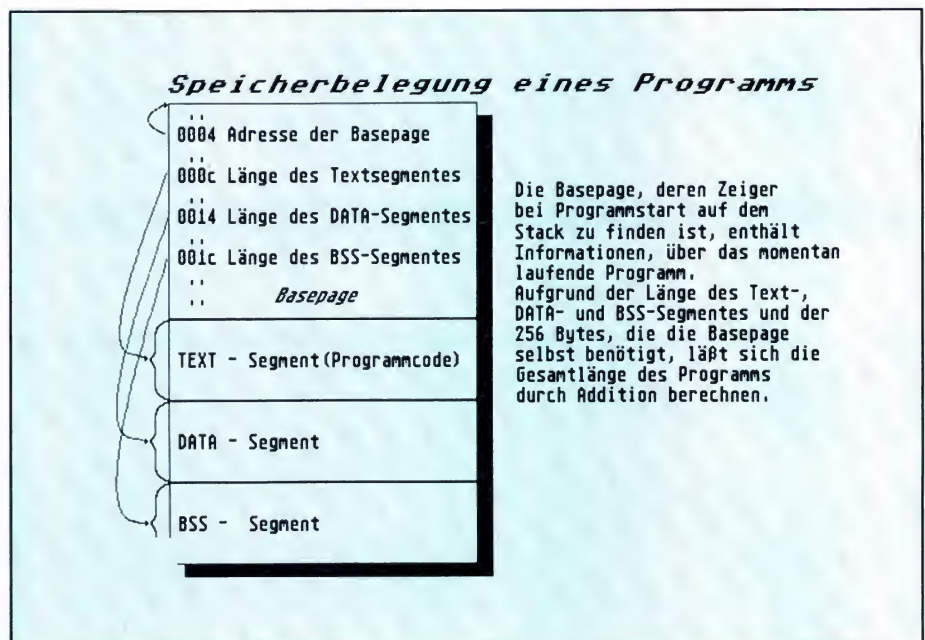 Speicherbelegung eines Programms
..
0004 Adresse der Basepage
..
000c Länge des Textsegmentes
..
0014 Länge des DATA-Segmentes
..
001c Länge des BSS-Segmentes
..
.. Basepage
TEXT - Segment(Programmcode)
DATA - Segment
BSS - Segment
Die Basepage, deren Zeiger
bei Programmstart auf dem
Stack zu finden ist, enthält
Informationen, über das momentan
laufende Programm.
Aufgrund der Länge des Text-,
DATA- und BSS-Segmentes und der
256 Bytes, die die Basepage
selbst benötigt, läßt sich die
Gesamtlänge des Programms
durch Addition berechnen.